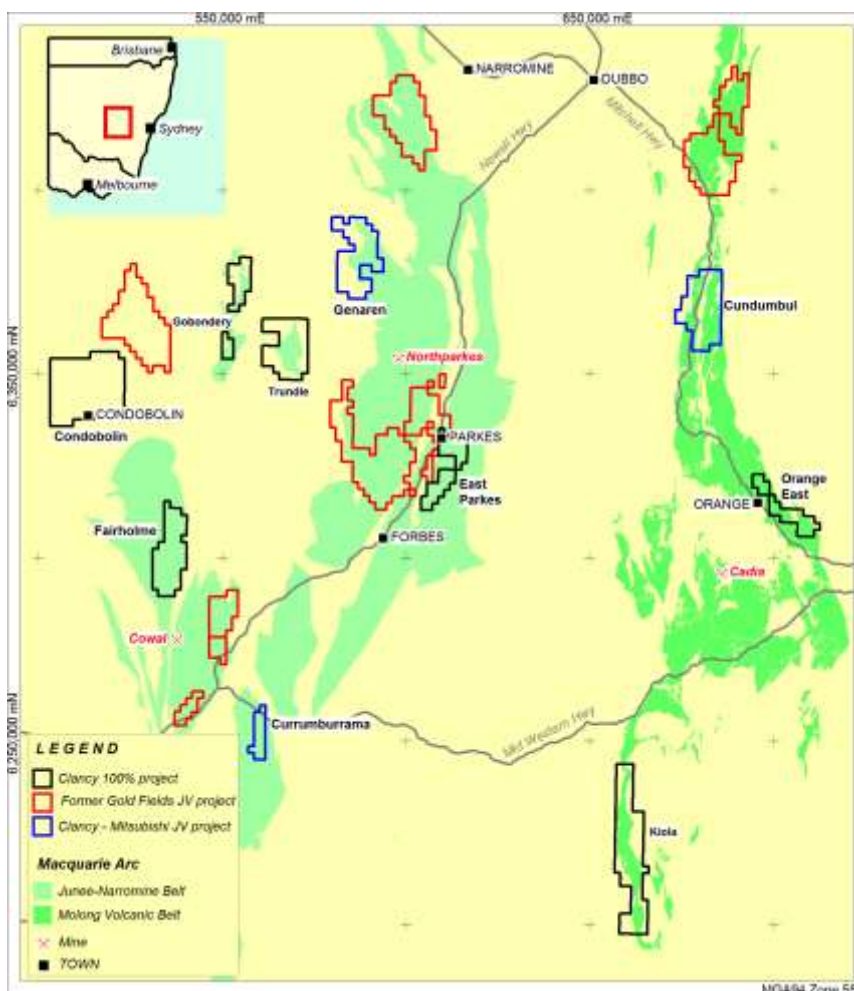 550,000 mE
650,000 mE
Brisbane
Sydney
Melbourne
NARROMINE
DUBBO
Newell Hwy
Mitchell Hwy
Genaren
Cundumbul
Gobondery
Northparkes
6,350,000 mN
Trundle
CONDOBOLIN
Condobolin
PARKES
East
Parkes
Orange
East
ORANGE
Fairholme
FORBES
Cadia
Cowal
Currumburrama
Mid Western Hwy
6,250,000 mN
Kiola
LEGEND
Clancy 100% project
Former Gold Fields JV project
Clancy - Mitsubishi JV project
Macquarie Arc
Junee-Narromine Belt
Molong Volcanic Belt
Mine
TOWN
MGA94 Zone 55